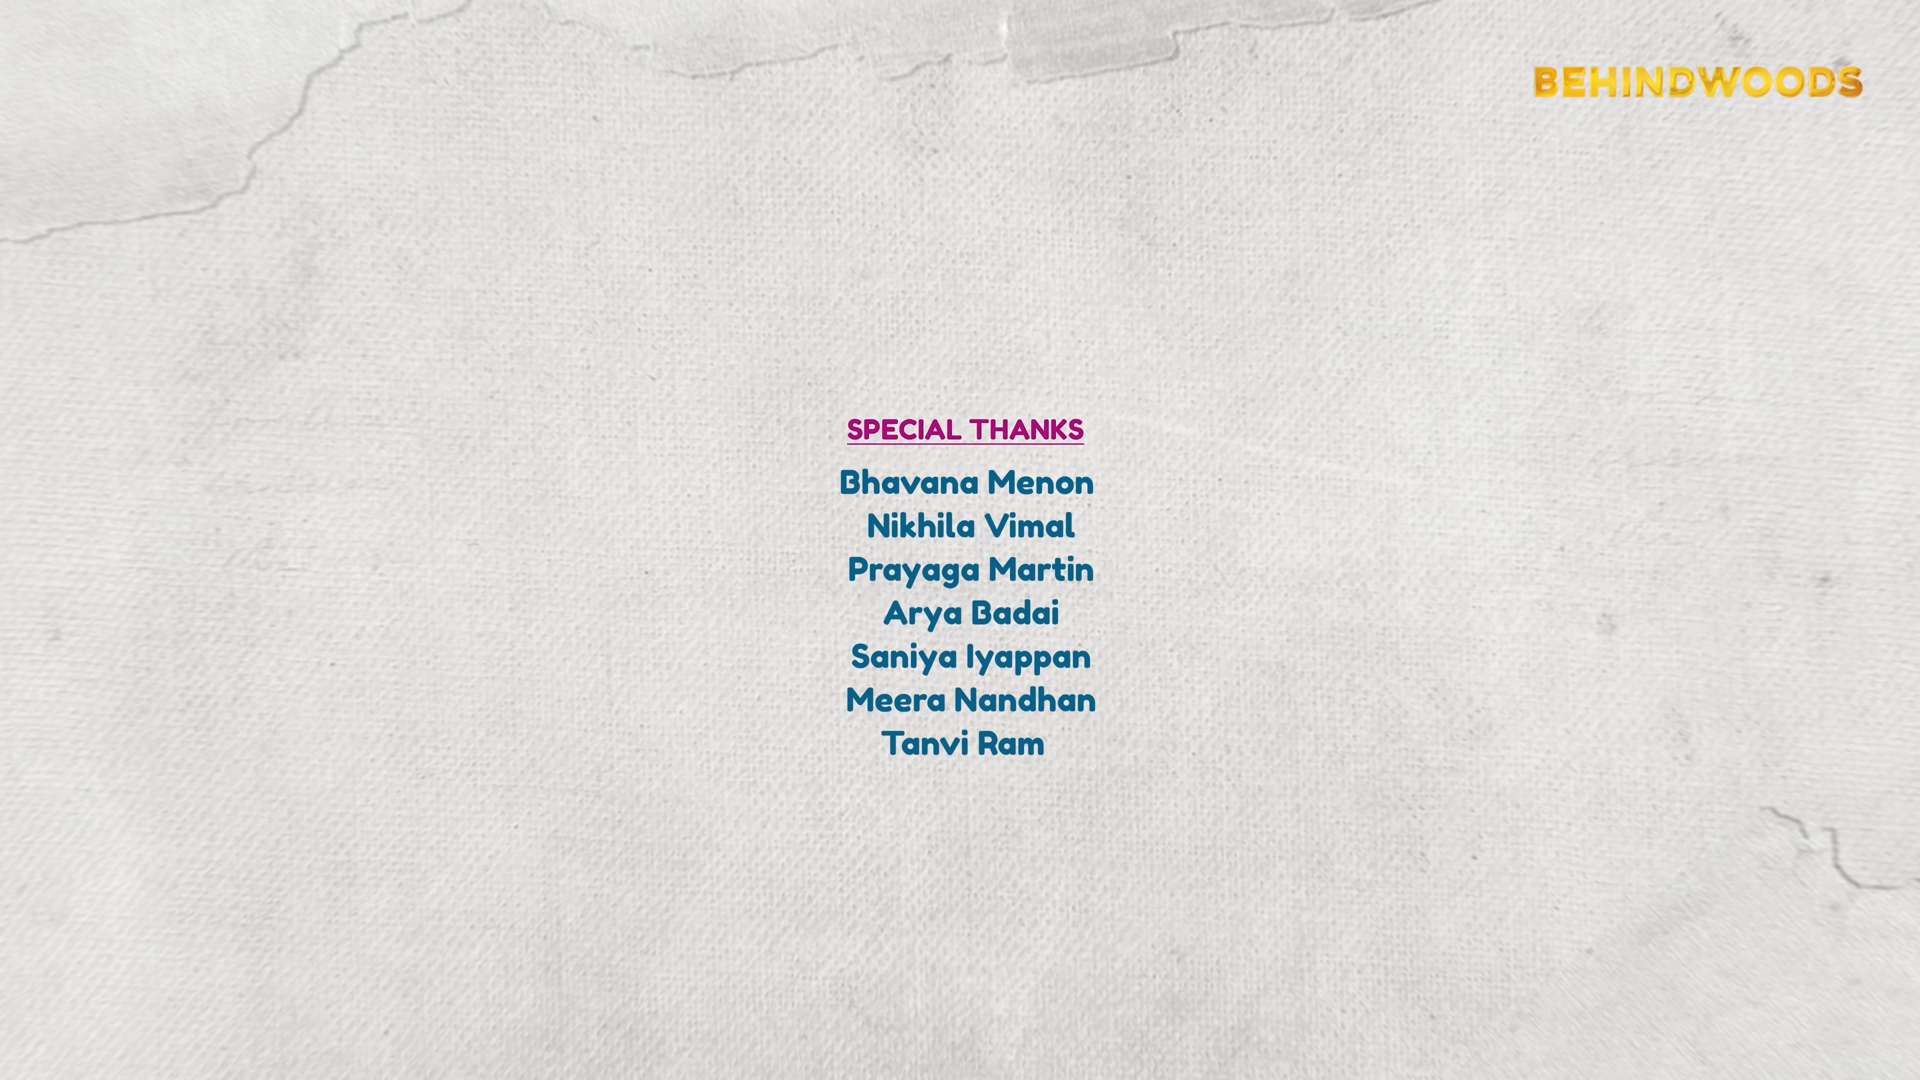 BEHINDWOODS
SPECIAL THANKS
Bhavana Menon
Nikhila Vimal
Prayaga Martin
Arya Badai
Saniya Iyappan
Meera Nandhan
Tanvi Ram